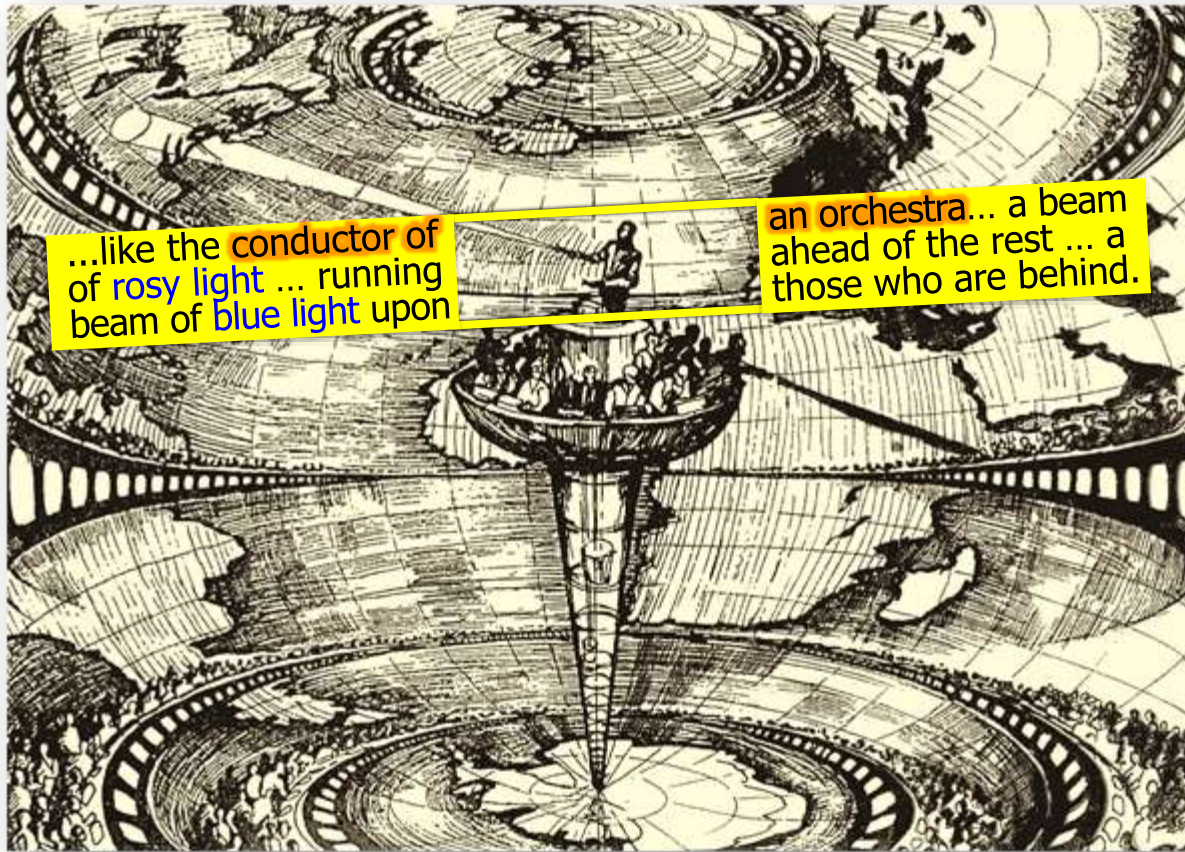 ...like the conductor of an orchestra... a beam
of rosy light ... running ahead of the rest ... a
beam of blue light upon those who are behind.